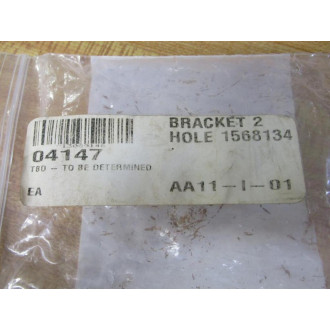 BRACKET 2
HOLE 1568134
04147
TBD - TO BE DETERMINED
EA
AA11-I-01